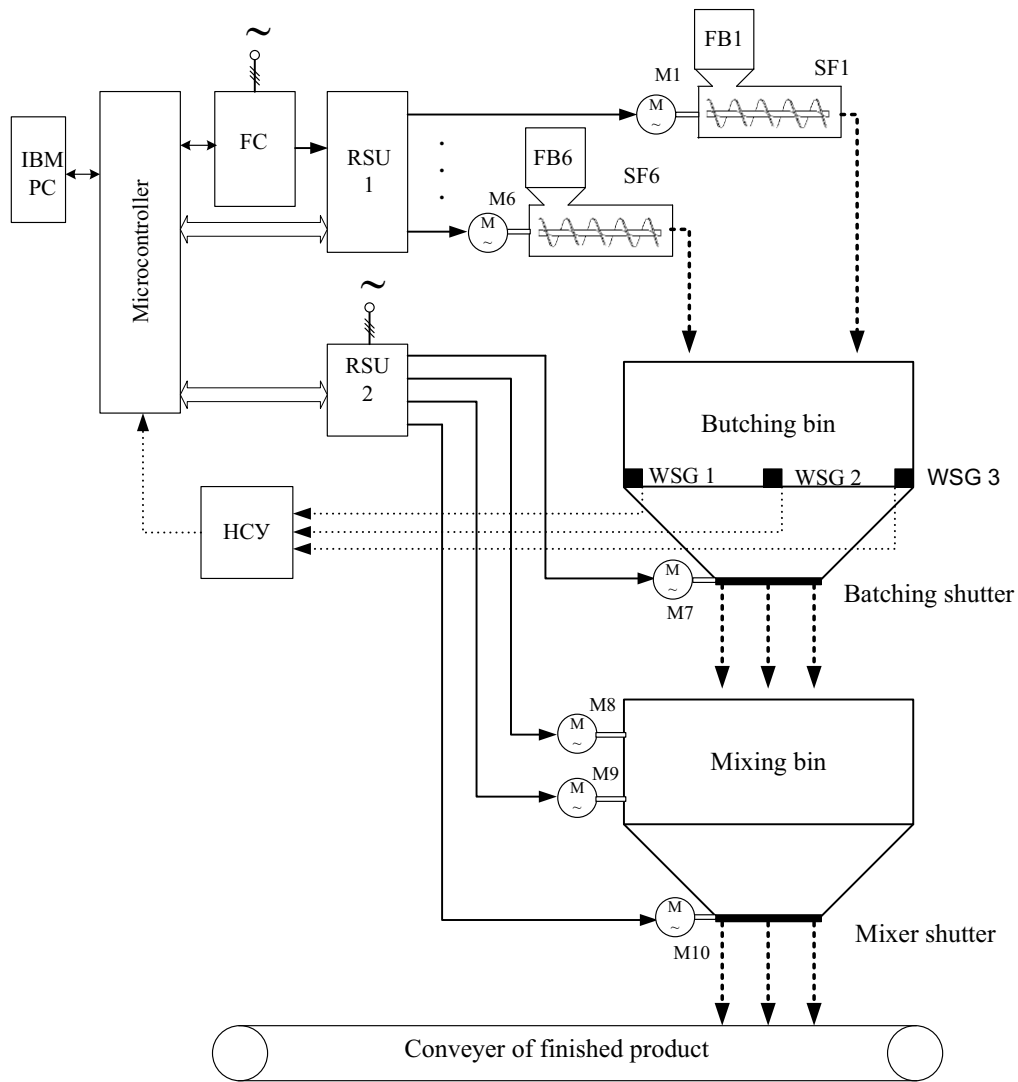 ~
FB1
SF1
M1
M
~
FC
RSU
1
IBM
PC
Microcontroller
FB6
SF6
M6
M
~
~
RSU
2
Butching bin
WSG 1
WSG 2
WSG 3
НСУ
M
~
M7
Batching shutter
M8
M
~
M9
M
~
Mixing bin
M
~
M10
Mixer shutter
Conveyer of finished product